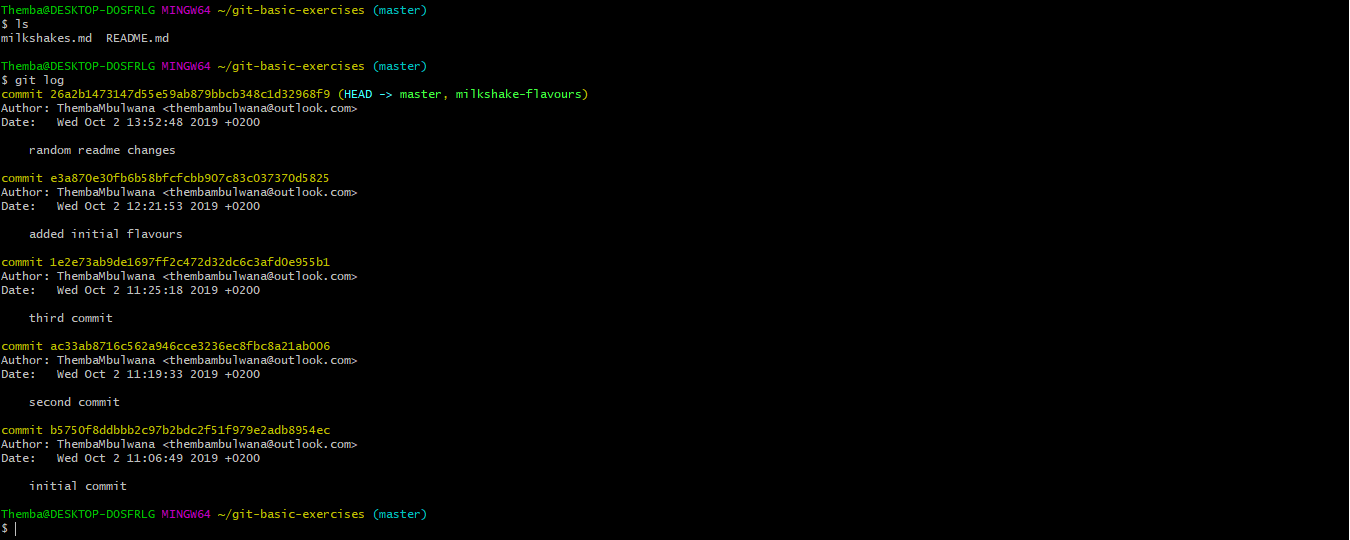 Themba@DESKTOP-DOSFRLG MINGW64 ~/git-basic-exercises (master)
$ ls
milkshakes.md  README.md
Themba@DESKTOP-DOSFRLG MINGW64 ~/git-basic-exercises (master)
$ git log
commit 26a2b1473147d55e59ab879bbcb348c1d32968f9 (HEAD -> master, milkshake-flavours)
Author: ThembaMbulwana <thembambulwana@outlook.com>
Date:   Wed Oct 2 13:52:48 2019 +0200
random readme changes
commit e3a870e30fb6b58bfcfcbb907c83c037370d5825
Author: ThembaMbulwana <thembambulwana@outlook.com>
Date:   Wed Oct 2 12:21:53 2019 +0200
added initial flavours
commit 1e2e73ab9de1697ff2c472d32dc6c3afd0e955b1
Author: ThembaMbulwana <thembambulwana@outlook.com>
Date:   Wed Oct 2 11:25:18 2019 +0200
third commit
commit ac33ab8716c562a946cce3236ec8fbc8a21ab006
Author: ThembaMbulwana <thembambulwana@outlook.com>
Date:   Wed Oct 2 11:19:33 2019 +0200
second commit
commit b5750f8ddbbb2c97b2bdc2f51f979e2adb8954ec
Author: ThembaMbulwana <thembambulwana@outlook.com>
Date:   Wed Oct 2 11:06:49 2019 +0200
initial commit
Themba@DESKTOP-DOSFRLG MINGW64 ~/git-basic-exercises (master)
$